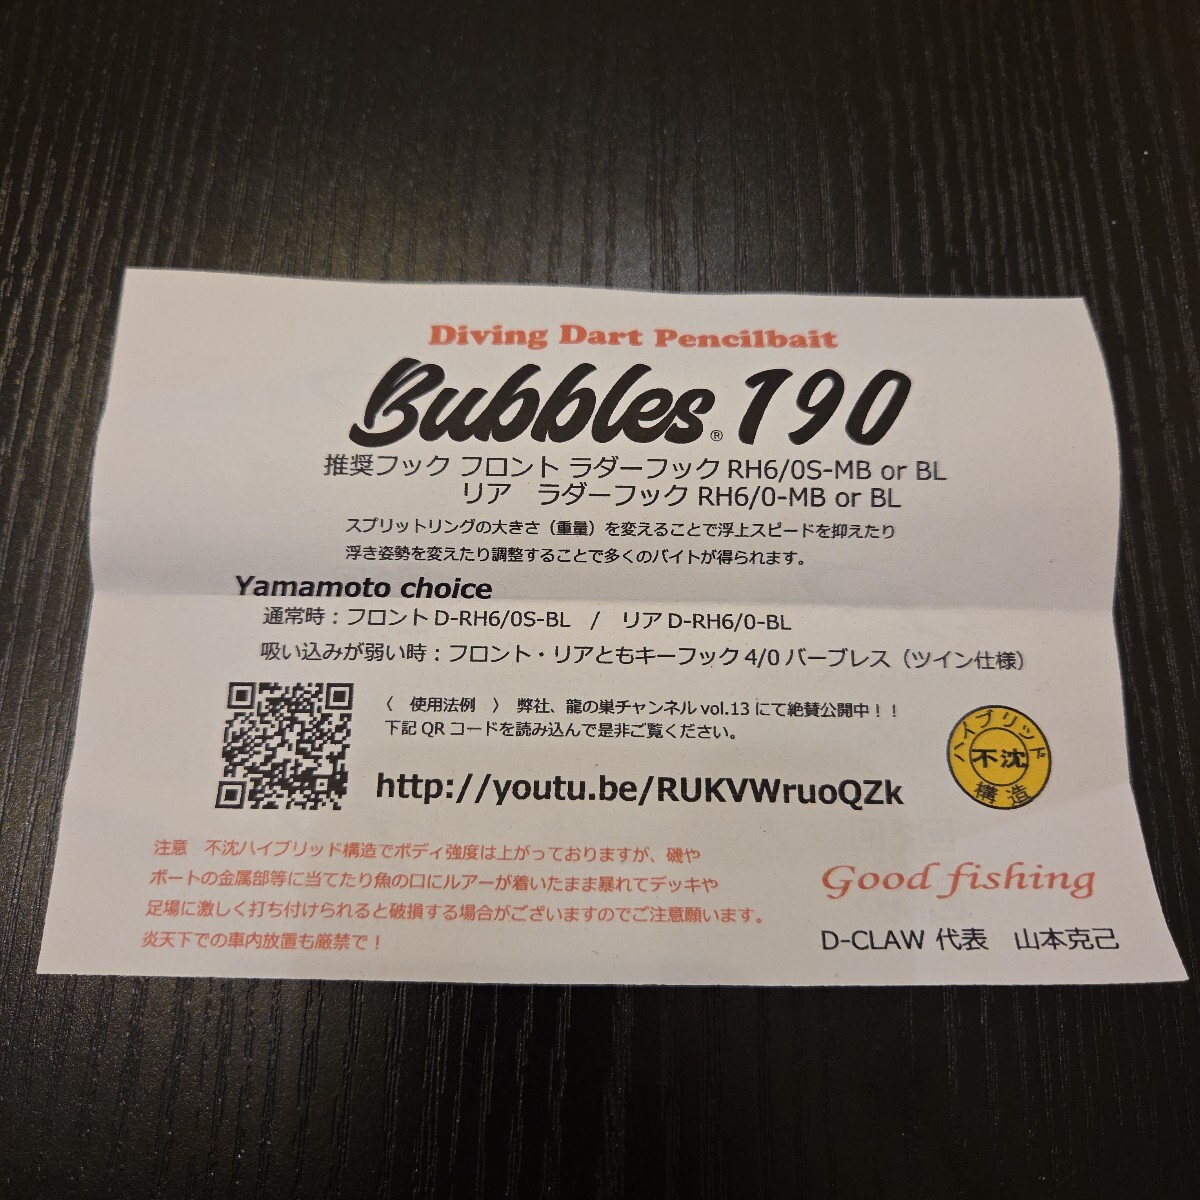 Diving Dart Pencilbait
Bubbles® 190
推奨フック フロント ラダーフック RH6/0S-MB or BL
リア　ラダーフック RH6/0-MB or BL
スプリットリングの大きさ（重量）を変えることで浮上スピードを抑えたり
浮き姿勢を変えたり調整することで多くのバイトが得られます。
Yamamoto choice
通常時：フロント D-RH6/0S-BL　/　リア D-RH6/0-BL
吸い込みが弱い時：フロント・リアともキーフック 4/0 バーブレス（ツイン仕様）
〈　使用法例　〉　弊社、龍の巣チャンネル vol.13 にて絶賛公開中！！
下記 QR コードを読み込んで是非ご覧ください。
http://youtu.be/RUKVWruoQZk
ハイブリッド
不沈
構造
注意　不沈ハイブリッド構造でボディ強度は上がっておりますが、磯や
ボートの金属部等に当てたり魚の口にルアーが着いたまま暴れてデッキや
足場に激しく打ち付けられると破損する場合がございますのでご注意願います。
炎天下での車内放置も厳禁で！
Good fishing
D-CLAW 代表　山本克己